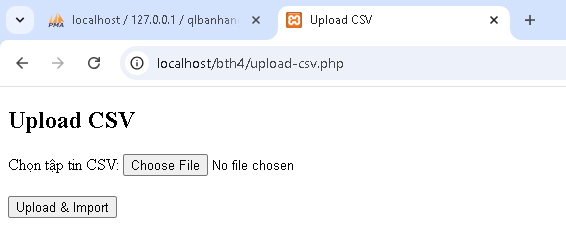 localhost / 127.0.0.1 / qlbanhan
Upload CSV
localhost/bth4/upload-csv.php
Upload CSV
Chọn tập tin CSV: Choose File No file chosen
Upload & Import